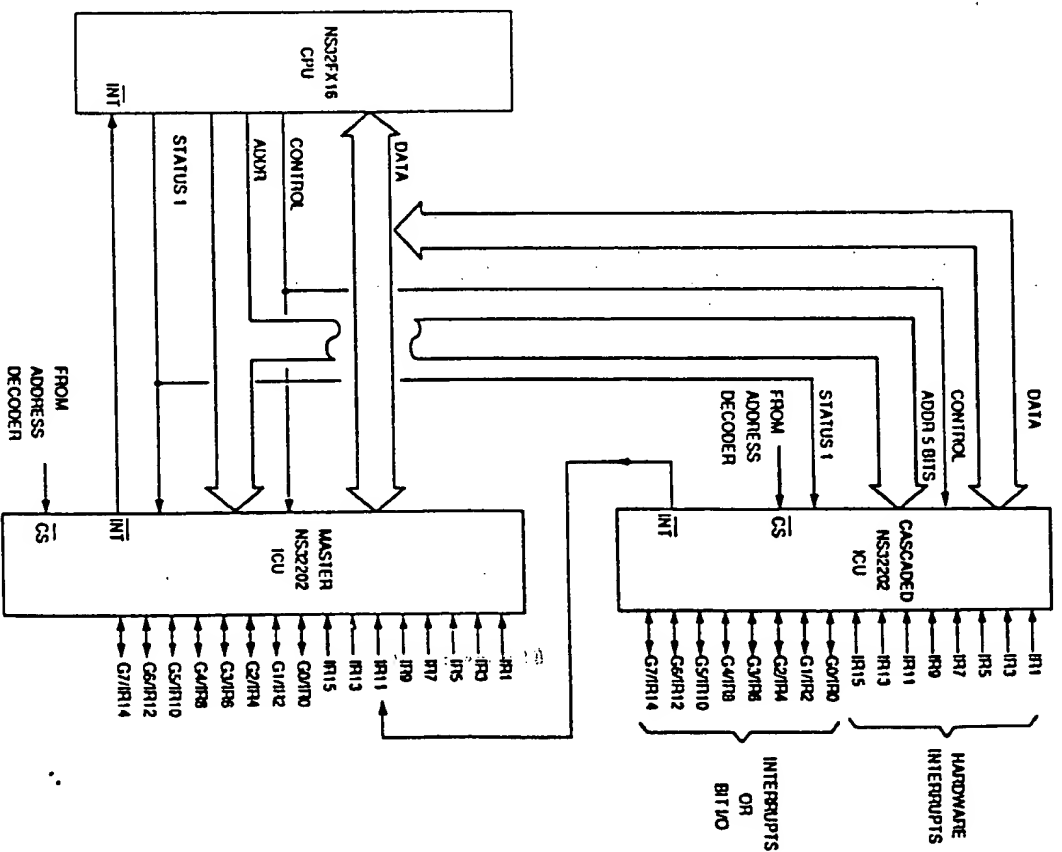 HARDWARE
INTERRUPTS
INTERRUPTS
OR
BIT I/O
IR1
IR3
IR5
IR7
IR9
IR11
IR13
IR15
G0/IR0
G1/IR2
G2/IR4
G3/IR6
G4/IR8
G5/IR10
G6/IR12
G7/IR14
DATA
CONTROL
ADDR 5 BITS
STATUS 1
FROM
ADDRESS
DECODER
CASCADED
NS32202
ICU
CS
INT
NS32FX16
CPU
INT
DATA
CONTROL
ADDR
STATUS 1
FROM
ADDRESS
DECODER
MASTER
NS32202
ICU
INT
CS
IR1
IR3
IR5
IR7
IR9
IR11
IR13
IR15
G0/IR0
G1/IR2
G2/IR4
G3/IR6
G4/IR8
G5/IR10
G6/IR12
G7/IR14